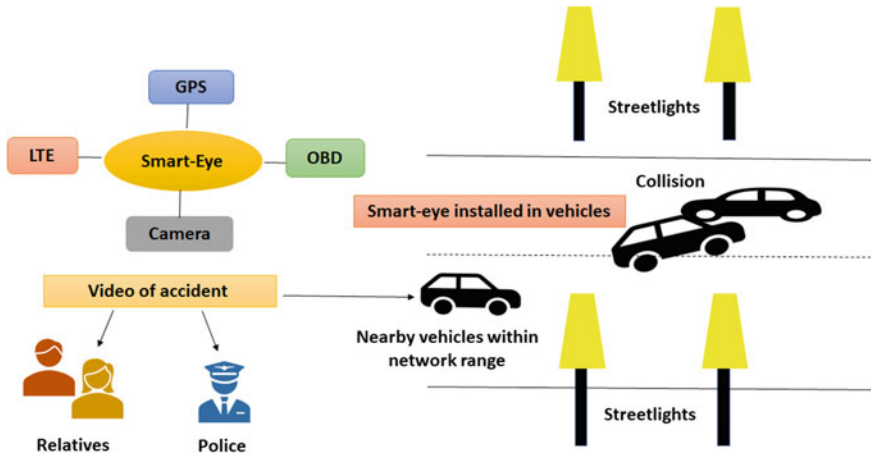 GPS
LTE
Smart-Eye
OBD
Camera
Video of accident
Relatives
Police
Streetlights
Collision
Smart-eye installed in vehicles
Nearby vehicles within
network range
Streetlights